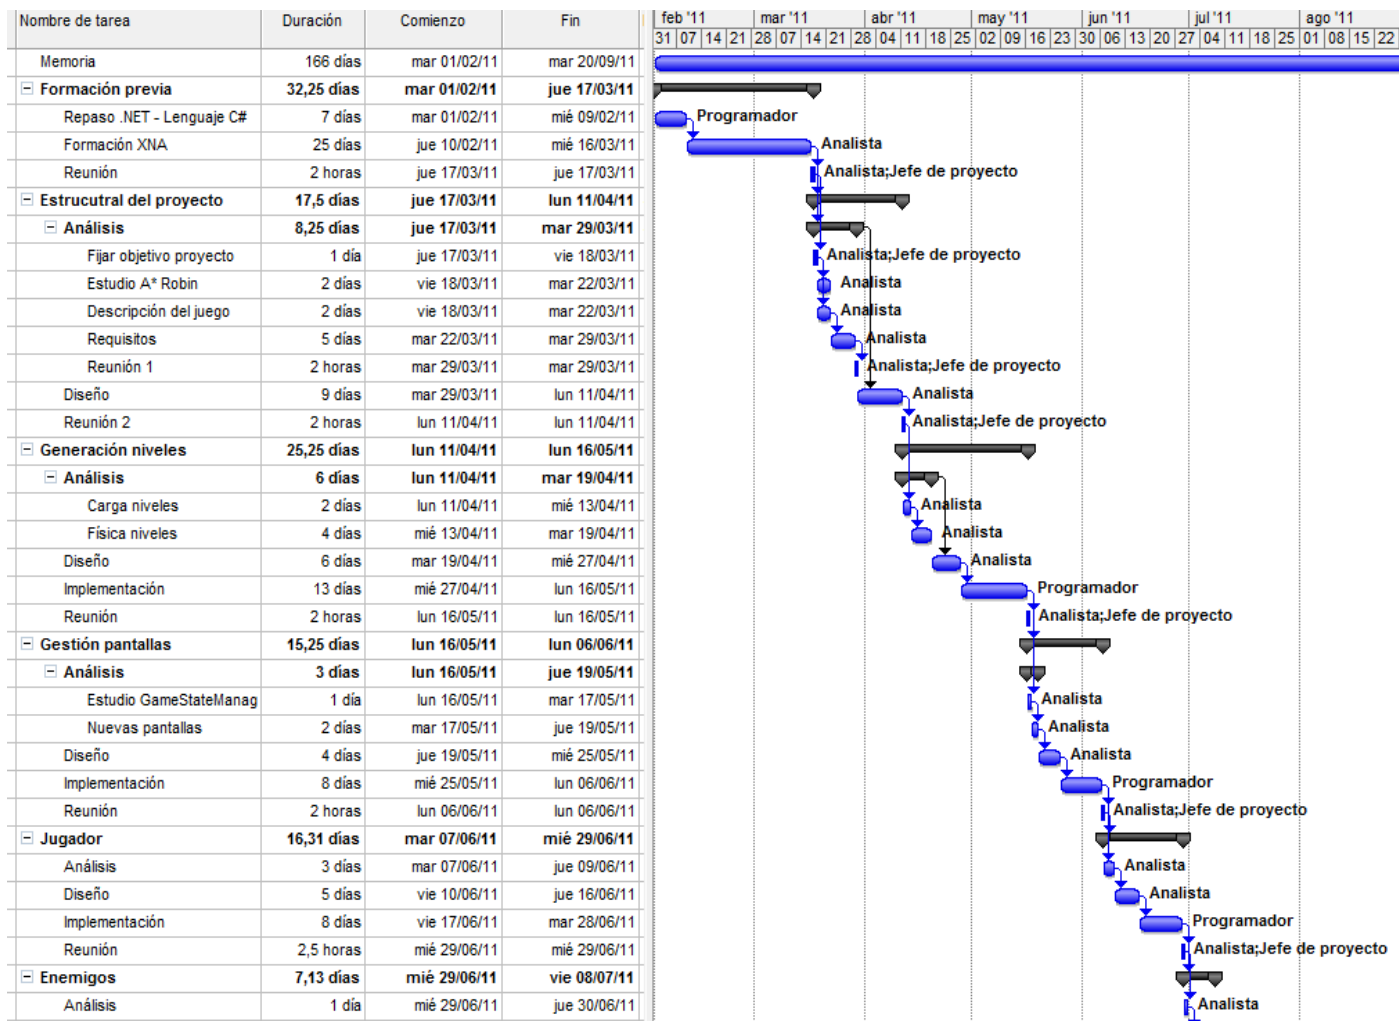 Nombre de tarea Duración Comienzo Fin feb '11 mar '11 abr '11 may '11 jun '11 jul '11 ago '11
31 07 14 21 28 07 14 21 28 04 11 18 25 02 09 16 23 30 06 13 20 27 04 11 18 25 01 08 15 22
Memoria 166 días mar 01/02/11 mar 20/09/11
Formación previa 32,25 días mar 01/02/11 jue 17/03/11
Repaso .NET - Lenguaje C# 7 días mar 01/02/11 mié 09/02/11 Programador
Formación XNA 25 días jue 10/02/11 mié 16/03/11 Analista
Reunión 2 horas jue 17/03/11 jue 17/03/11 Analista;Jefe de proyecto
Estrucutral del proyecto 17,5 días jue 17/03/11 lun 11/04/11
Análisis 8,25 días jue 17/03/11 mar 29/03/11
Fijar objetivo proyecto 1 día jue 17/03/11 vie 18/03/11 Analista;Jefe de proyecto
Estudio A* Robin 2 días vie 18/03/11 mar 22/03/11 Analista
Descripción del juego 2 días vie 18/03/11 mar 22/03/11 Analista
Requisitos 5 días mar 22/03/11 mar 29/03/11 Analista
Reunión 1 2 horas mar 29/03/11 mar 29/03/11 Analista;Jefe de proyecto
Diseño 9 días mar 29/03/11 lun 11/04/11 Analista
Reunión 2 2 horas lun 11/04/11 lun 11/04/11 Analista;Jefe de proyecto
Generación niveles 25,25 días lun 11/04/11 lun 16/05/11
Análisis 6 días lun 11/04/11 mar 19/04/11
Carga niveles 2 días lun 11/04/11 mié 13/04/11 Analista
Física niveles 4 días mié 13/04/11 mar 19/04/11 Analista
Diseño 6 días mar 19/04/11 mié 27/04/11 Analista
Implementación 13 días mié 27/04/11 lun 16/05/11 Programador
Reunión 2 horas lun 16/05/11 lun 16/05/11 Analista;Jefe de proyecto
Gestión pantallas 15,25 días lun 16/05/11 lun 06/06/11
Análisis 3 días lun 16/05/11 jue 19/05/11
Estudio GameStateManag 1 día lun 16/05/11 mar 17/05/11 Analista
Nuevas pantallas 2 días mar 17/05/11 jue 19/05/11 Analista
Diseño 4 días jue 19/05/11 mié 25/05/11 Analista
Implementación 8 días mié 25/05/11 lun 06/06/11 Programador
Reunión 2 horas lun 06/06/11 lun 06/06/11 Analista;Jefe de proyecto
Jugador 16,31 días mar 07/06/11 mié 29/06/11
Análisis 3 días mar 07/06/11 jue 09/06/11 Analista
Diseño 5 días vie 10/06/11 jue 16/06/11 Analista
Implementación 8 días vie 17/06/11 mar 28/06/11 Programador
Reunión 2,5 horas mié 29/06/11 mié 29/06/11 Analista;Jefe de proyecto
Enemigos 7,13 días mié 29/06/11 vie 08/07/11
Análisis 1 día mié 29/06/11 jue 30/06/11 Analista